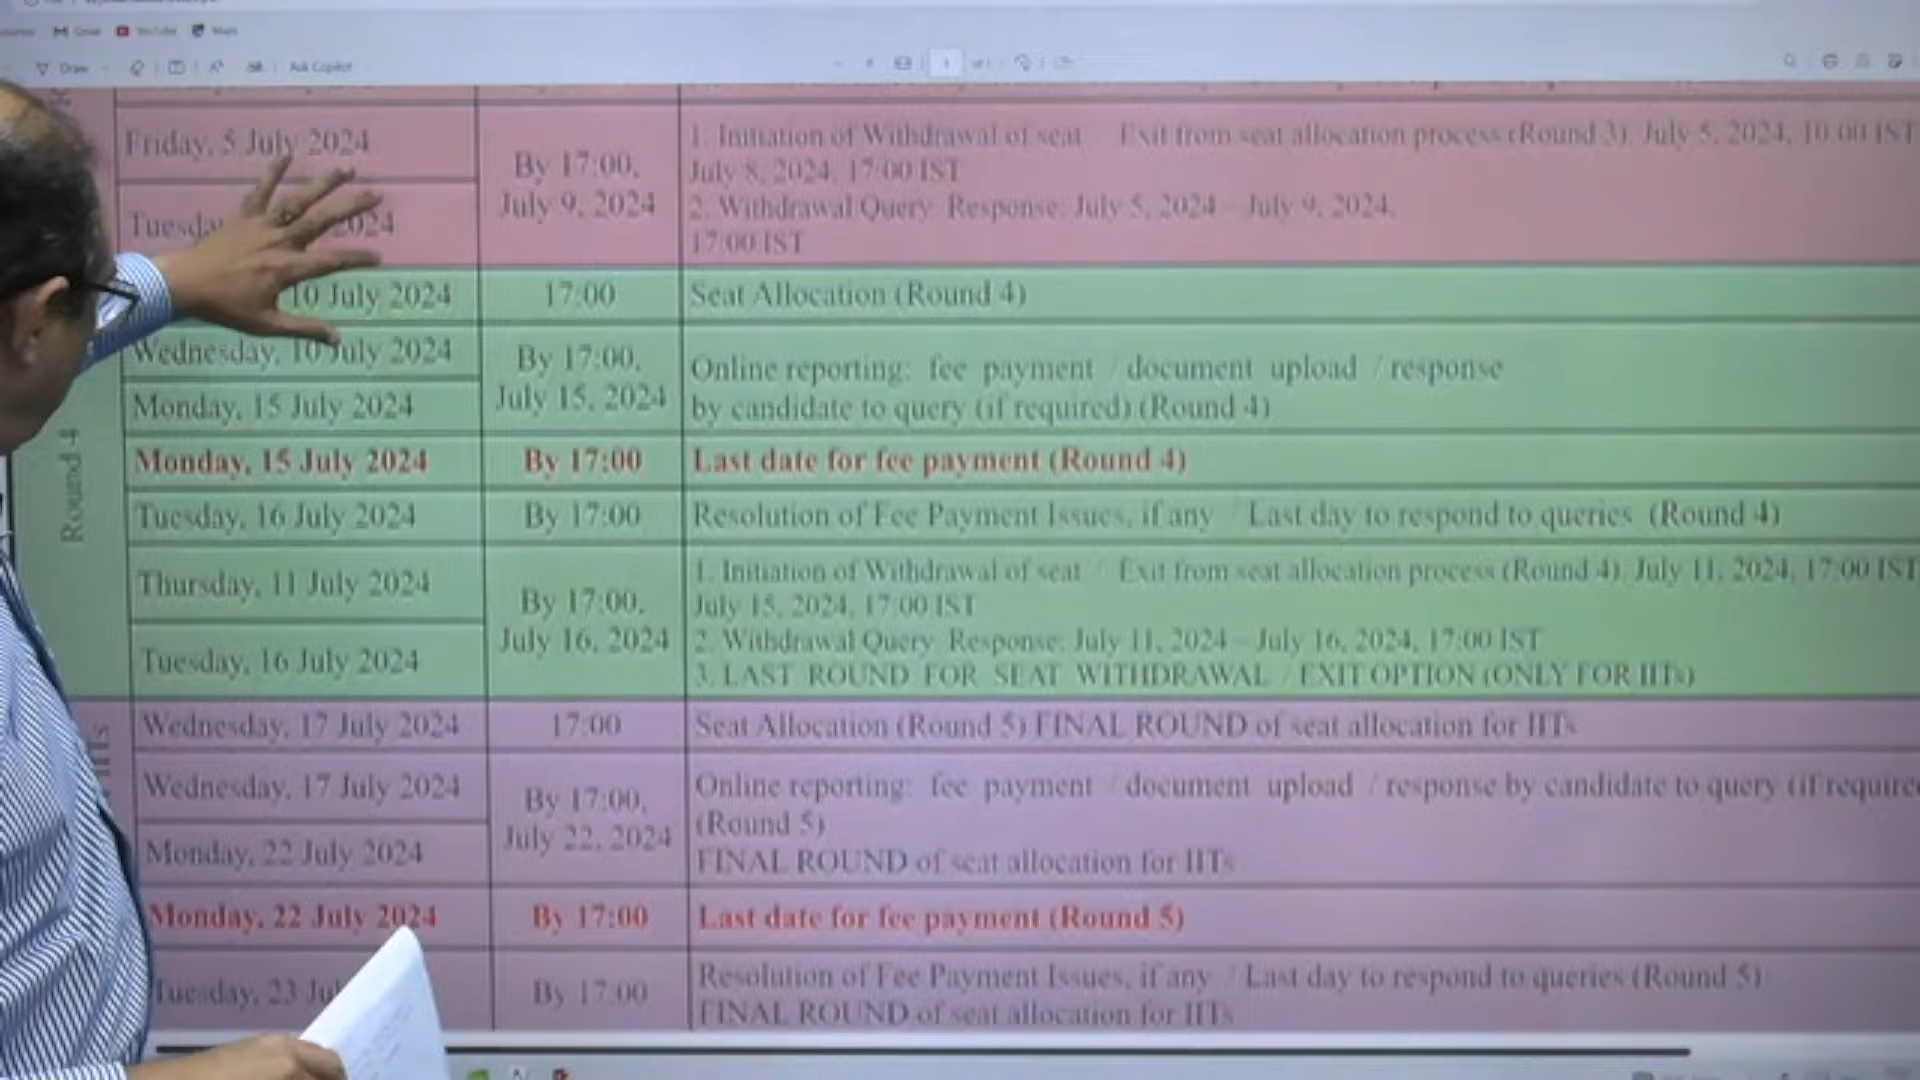 Gmail YouTube Maps
Draw Ask Copilot
Friday, 5 July 2024
By 17:00,
July 9, 2024
1. Initiation of Withdrawal of seat / Exit from seat allocation process (Round 3). July 5, 2024, 10:00 IST
July 8, 2024, 17:00 IST
2. Withdrawal Query Response: July 5, 2024 – July 9, 2024,
17:00 IST
2024
Round 4
10 July 2024 17:00 Seat Allocation (Round 4)
Wednesday, 10 July 2024
Monday, 15 July 2024
By 17:00,
July 15, 2024
Online reporting: fee payment / document upload / response
by candidate to query (if required) (Round 4)
Monday, 15 July 2024 By 17:00 Last date for fee payment (Round 4)
Tuesday, 16 July 2024 By 17:00 Resolution of Fee Payment Issues, if any / Last day to respond to queries (Round 4)
Thursday, 11 July 2024
Tuesday, 16 July 2024
By 17:00,
July 16, 2024
1. Initiation of Withdrawal of seat / Exit from seat allocation process (Round 4). July 11, 2024, 17:00 IST
July 15, 2024, 17:00 IST
2. Withdrawal Query Response: July 11, 2024 – July 16, 2024, 17:00 IST
3. LAST ROUND FOR SEAT WITHDRAWAL / EXIT OPTION (ONLY FOR IITs)
Wednesday, 17 July 2024 17:00 Seat Allocation (Round 5) FINAL ROUND of seat allocation for IITs
Wednesday, 17 July 2024
Monday, 22 July 2024
By 17:00,
July 22, 2024
Online reporting: fee payment / document upload / response by candidate to query (if require
(Round 5)
FINAL ROUND of seat allocation for IITs
Monday, 22 July 2024 By 17:00 Last date for fee payment (Round 5)
Tuesday, 23 Ju By 17:00
Resolution of Fee Payment Issues, if any / Last day to respond to queries (Round 5)
FINAL ROUND of seat allocation for IITs